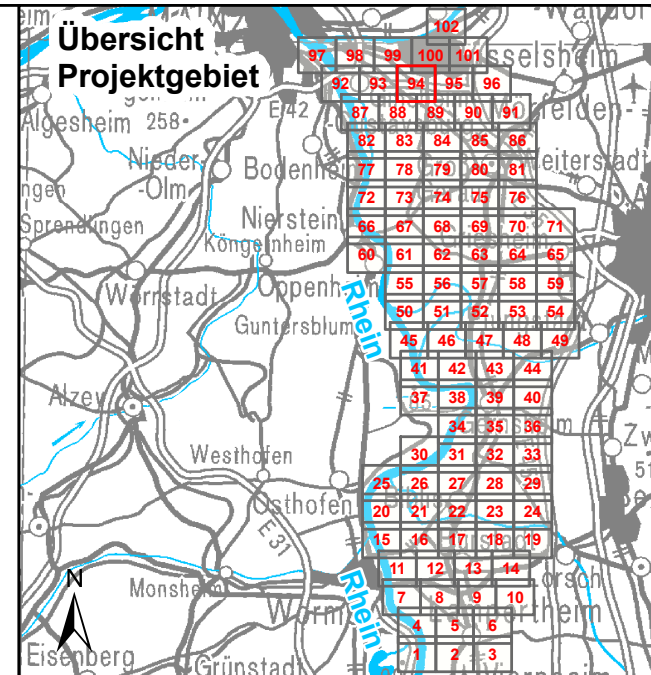 Übersicht
Projektgebiet
102
97 98 99 100 101 sselsheim
92 93 94 95 96
E 42
87 88 89 90 91
Algesheim 258
82 83 84 85 86
Nieder-
-Olm
Bodenheim
77 78 79 80 81
72 73 74 75 76
Sprendlingen
Nierstein
66 67 68 69 70 71
Köngernheim
60 61 62 63 64 65
Wörrstadt
Oppenheim
55 56 57 58 59
Rhein
50 51 52 53 54
Guntersblum
45 46 47 48 49
41 42 43 44
Alzey
37 38 39 40
34 35 36
Westhofen
30 31 32 33
25 26 27 28 29
Osthofen
20 21 22 23 24
E 31
15 16 17 18 19
11 12 13 14
N
Monsheim
Rhein
orsch
7 8 9 10
Worms
4 5 6
Eisenberg
Grünstadt
1 2 3